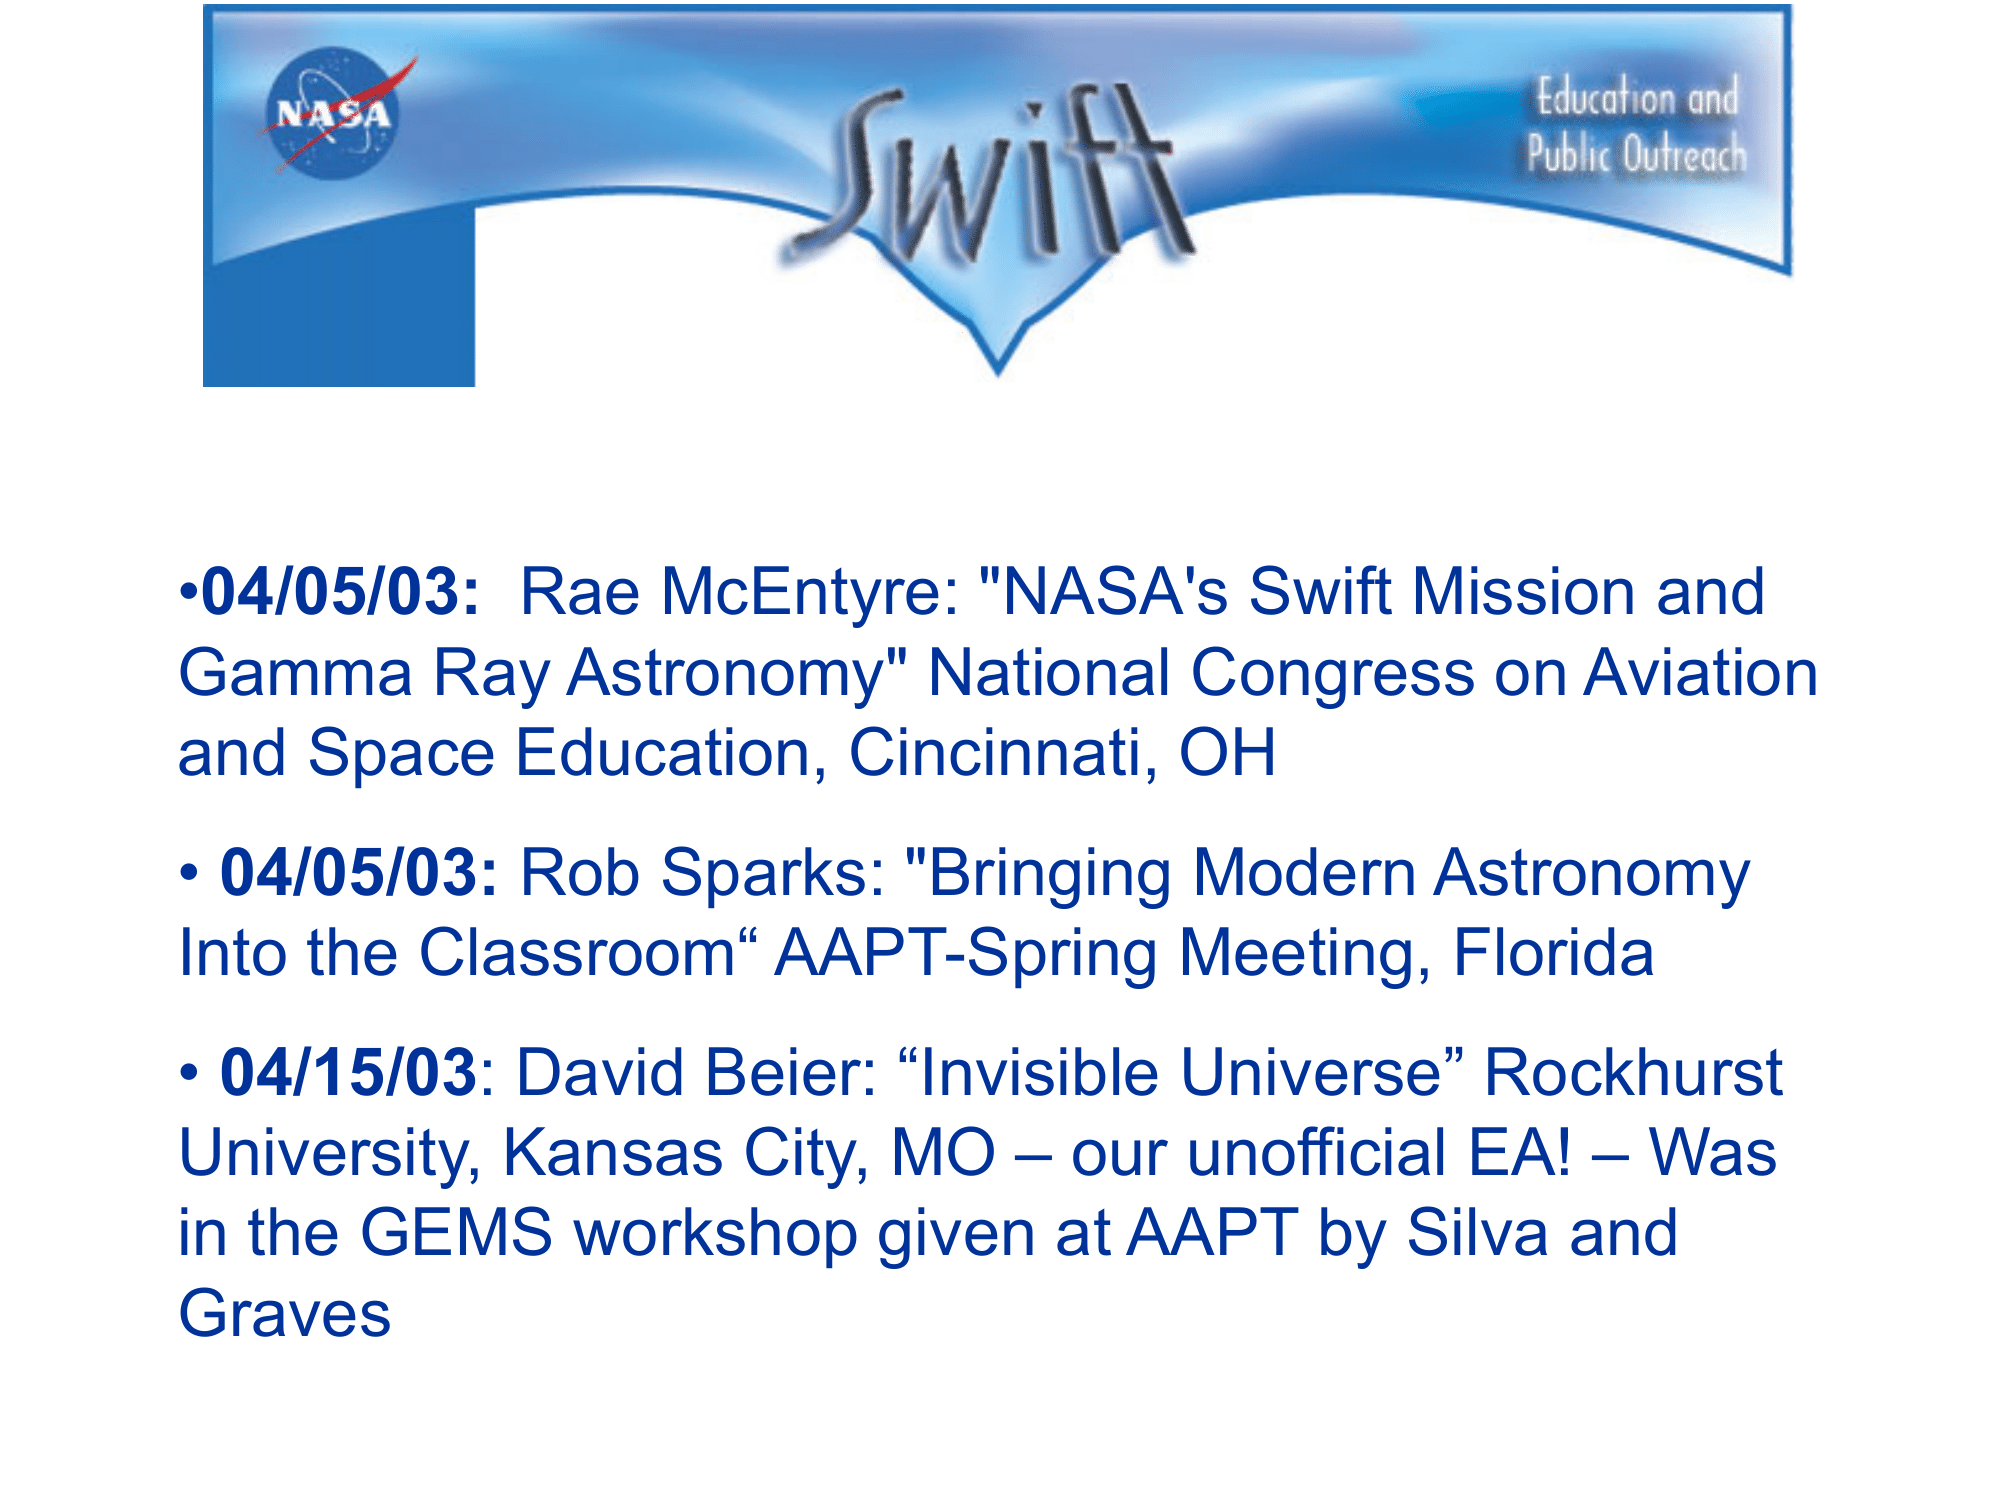 NASA
Swift
Education and
Public Outreach
•04/05/03:  Rae McEntyre: "NASA's Swift Mission and
Gamma Ray Astronomy" National Congress on Aviation
and Space Education, Cincinnati, OH
• 04/05/03: Rob Sparks: "Bringing Modern Astronomy
Into the Classroom“ AAPT-Spring Meeting, Florida
• 04/15/03: David Beier: “Invisible Universe” Rockhurst
University, Kansas City, MO – our unofficial EA! – Was
in the GEMS workshop given at AAPT by Silva and
Graves